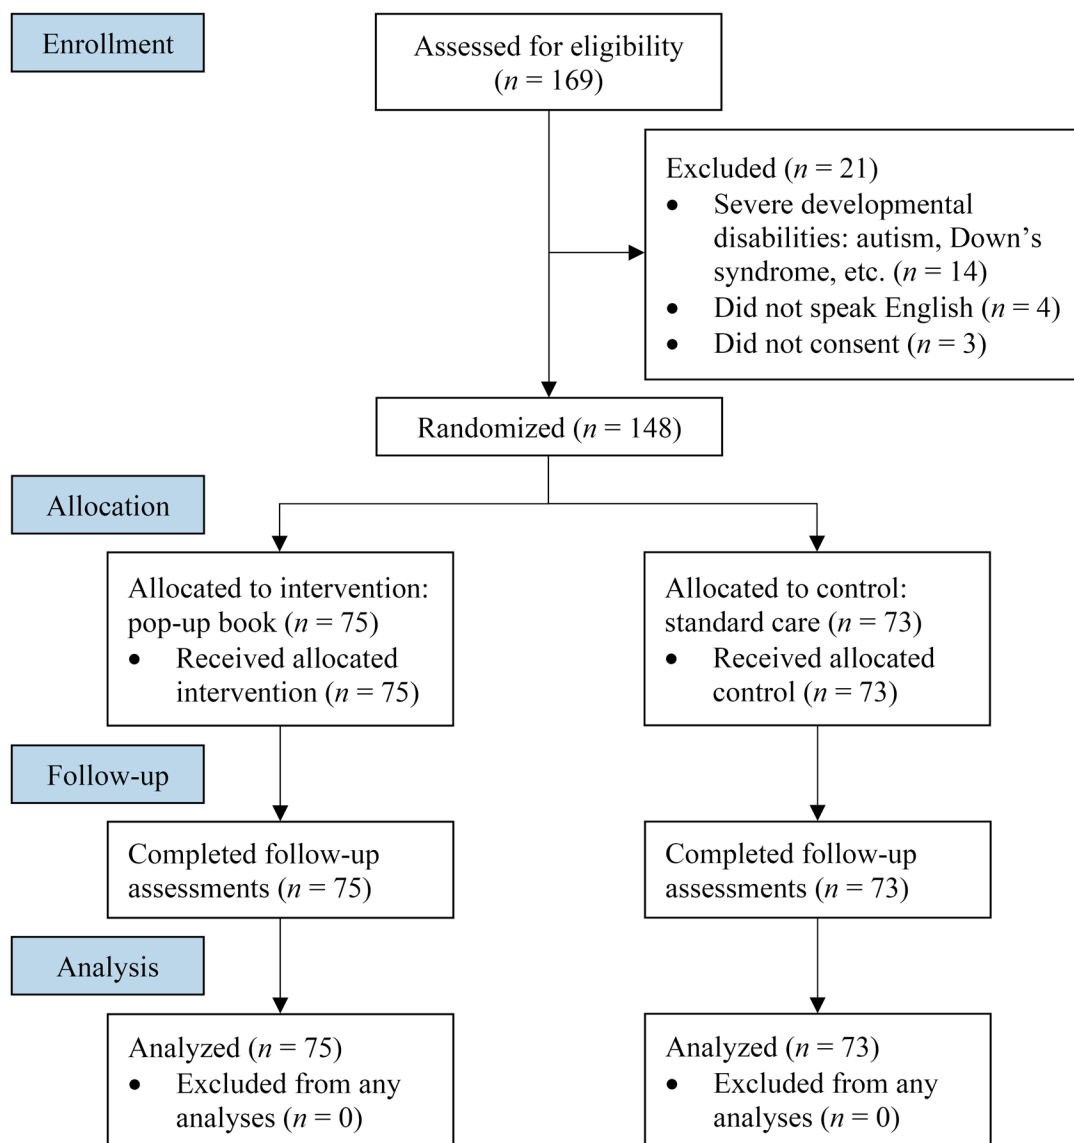 Enrollment
Assessed for eligibility
(n = 169)
Excluded (n = 21)
• Severe developmental
disabilities: autism, Down’s
syndrome, etc. (n = 14)
• Did not speak English (n = 4)
• Did not consent (n = 3)
Randomized (n = 148)
Allocation
Allocated to intervention:
pop-up book (n = 75)
• Received allocated
intervention (n = 75)
Allocated to control:
standard care (n = 73)
• Received allocated
control (n = 73)
Follow-up
Completed follow-up
assessments (n = 75)
Completed follow-up
assessments (n = 73)
Analysis
Analyzed (n = 75)
• Excluded from any
analyses (n = 0)
Analyzed (n = 73)
• Excluded from any
analyses (n = 0)